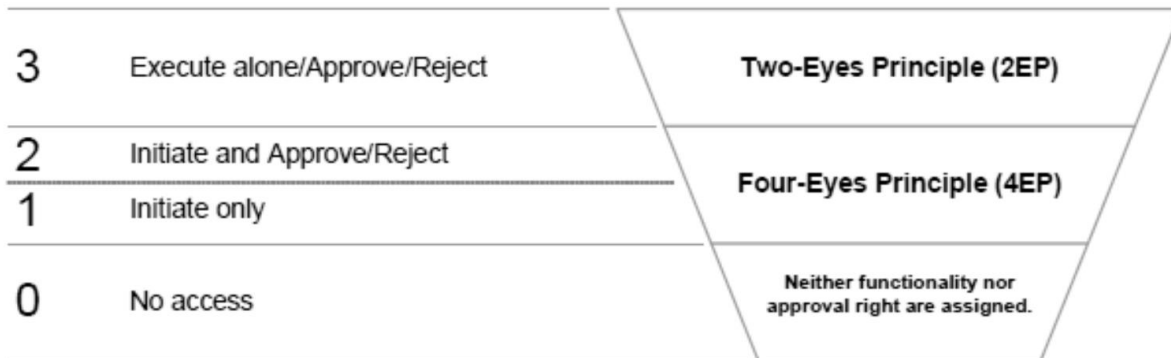 3 Execute alone/Approve/Reject Two-Eyes Principle (2EP)
2 Initiate and Approve/Reject
Four-Eyes Principle (4EP)
1 Initiate only
0 No access
Neither functionality nor
approval right are assigned.